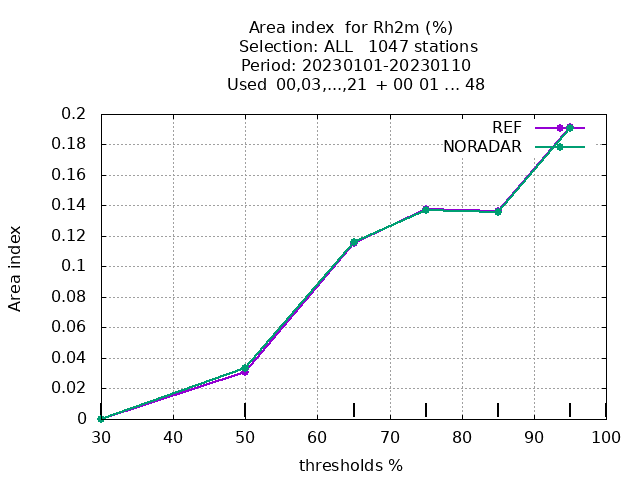 Area index  for Rh2m (%)
Selection: ALL   1047 stations
Period: 20230101-20230110
Used  00,03,...,21  + 00 01 ... 48
REF
NORADAR
0.2
0.18
0.16
0.14
0.12
0.1
0.08
0.06
0.04
0.02
0
Area index
30 40 50 60 70 80 90 100
thresholds %